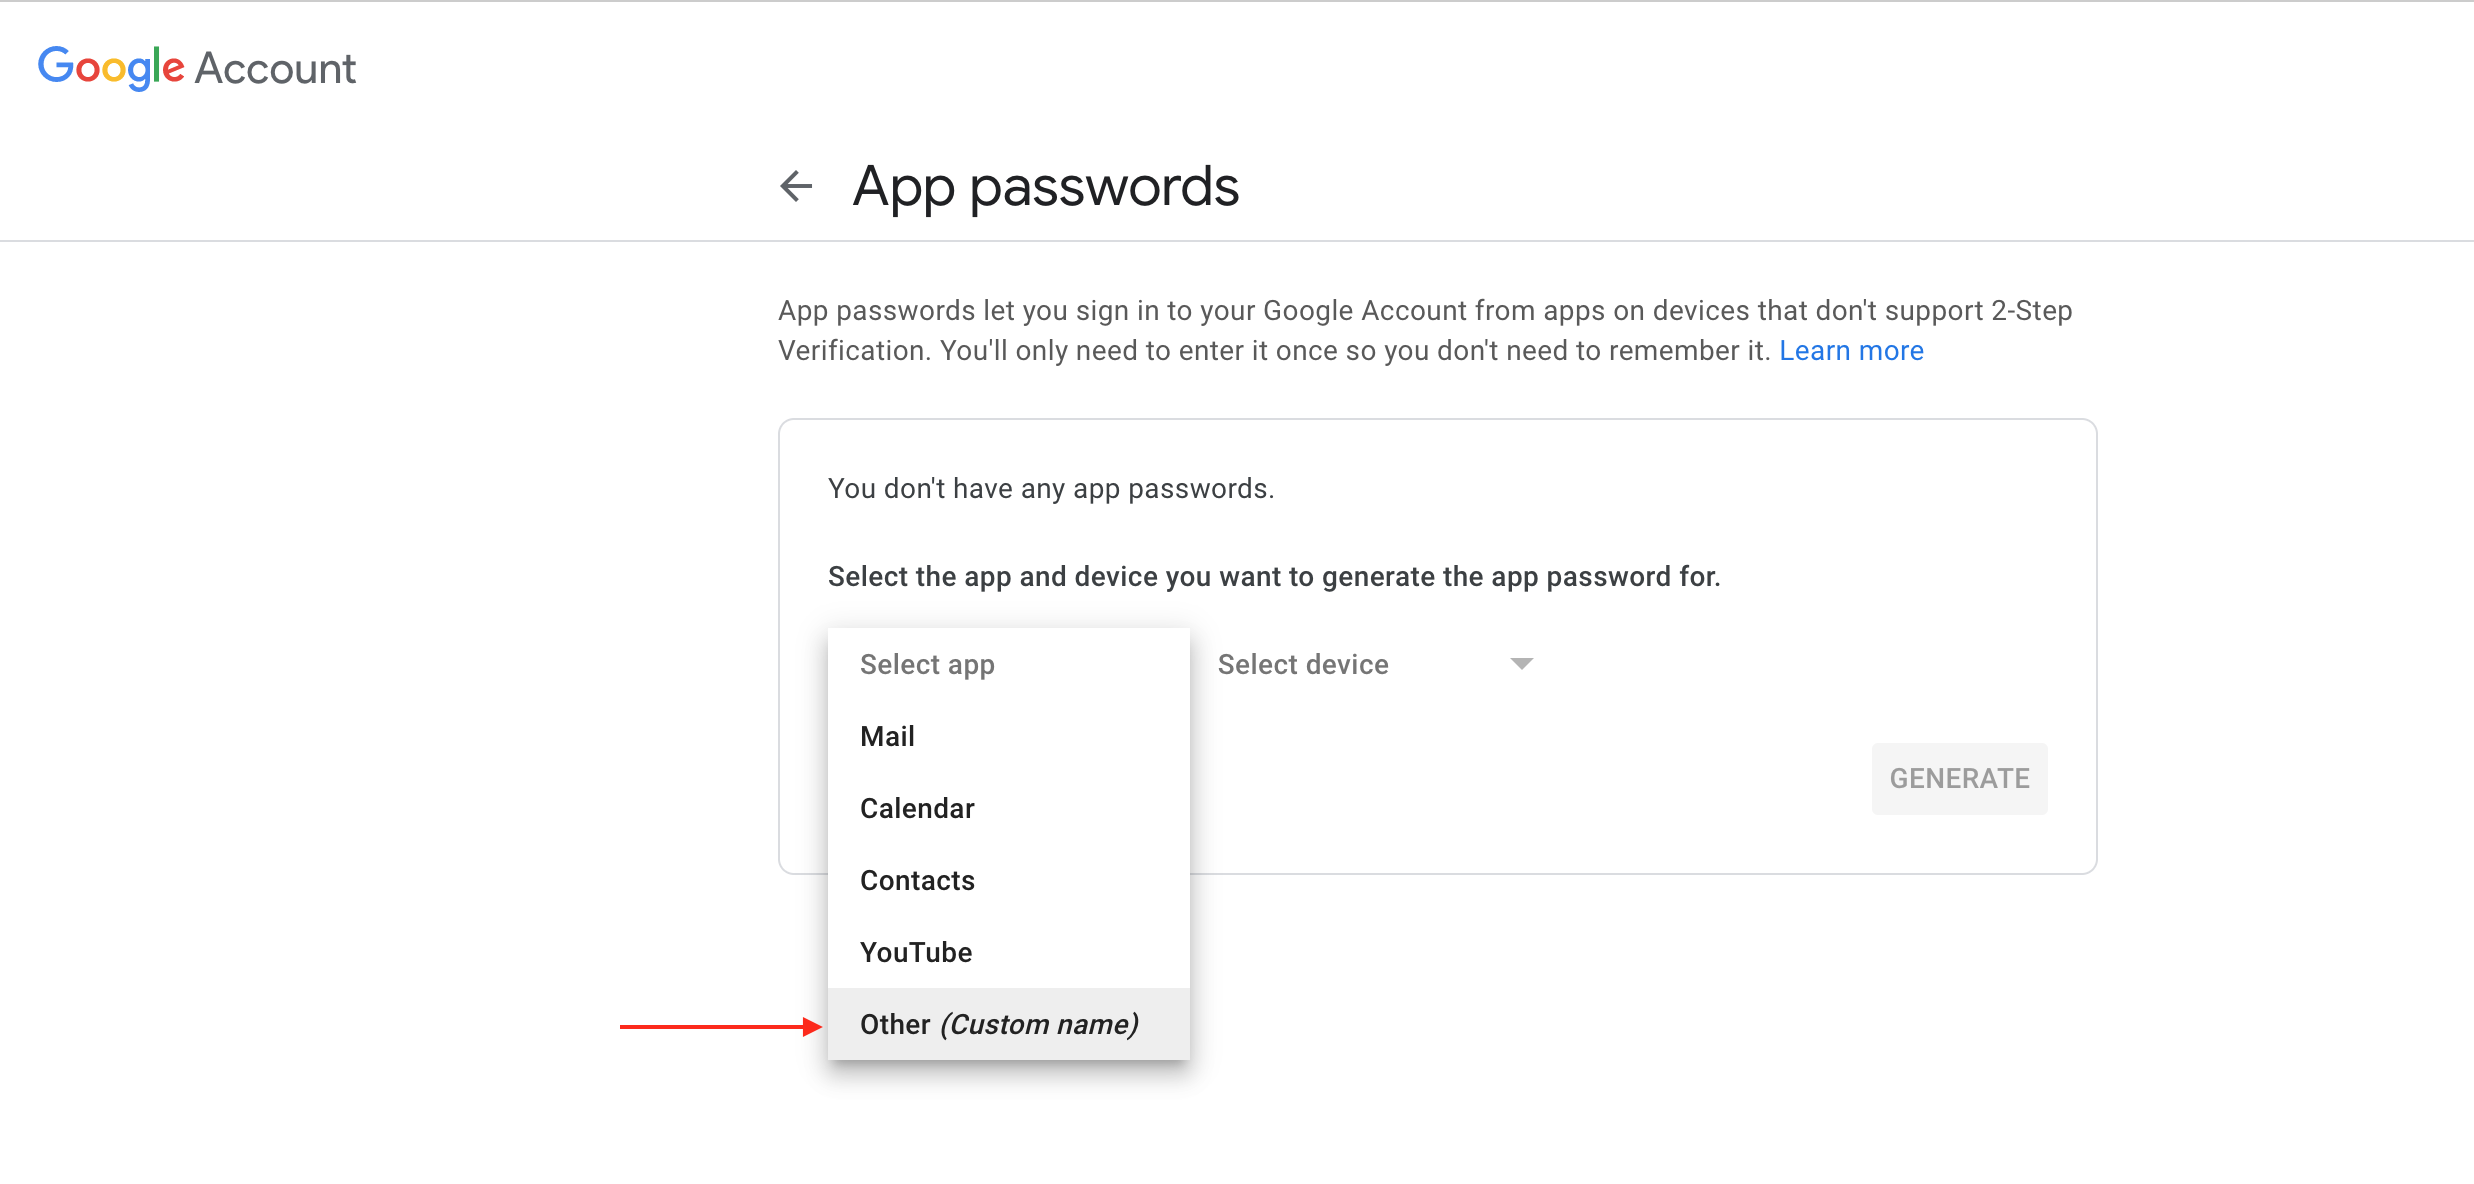 Google Account
App passwords
App passwords let you sign in to your Google Account from apps on devices that don't support 2-Step
Verification. You'll only need to enter it once so you don't need to remember it. Learn more
You don't have any app passwords.
Select the app and device you want to generate the app password for.
Select app
Select device
Mail
GENERATE
Calendar
Contacts
YouTube
Other (Custom name)